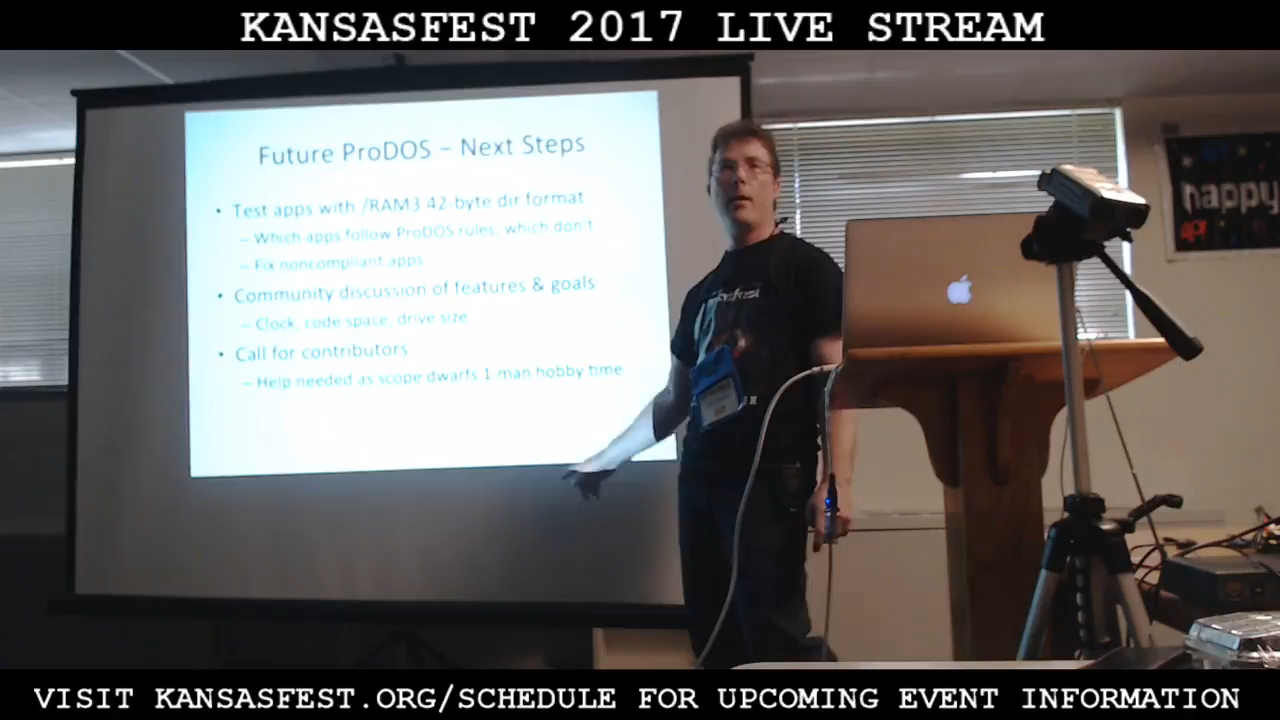 KANSASFEST 2017 LIVE STREAM
Future ProDOS – Next Steps
• Test apps with /RAM3 42-byte dir format
– Which apps follow ProDOS rules, which don't
– Fix noncompliant apps
• Community discussion of features & goals
– Clock, code space, drive size
• Call for contributors
– Help needed as scope dwarfs 1-man hobby time
happy
VISIT KANSASFEST.ORG/SCHEDULE FOR UPCOMING EVENT INFORMATION